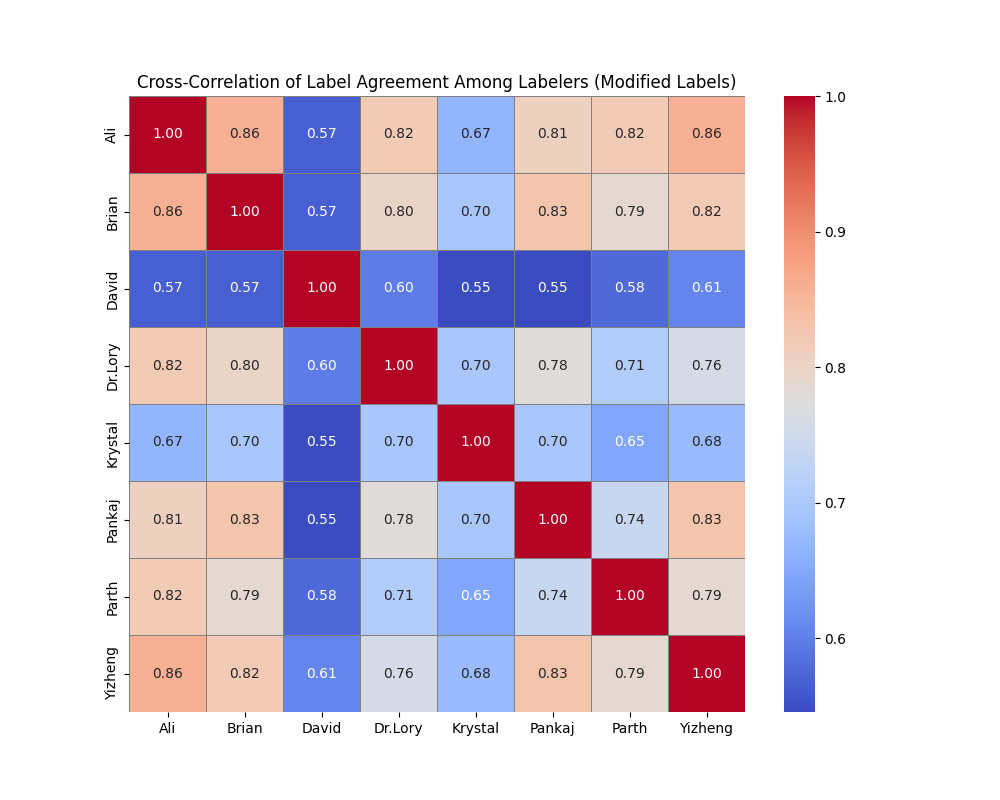 Cross-Correlation of Label Agreement Among Labelers (Modified Labels)
Ali 1.00 0.86 0.57 0.82 0.67 0.81 0.82 0.86
Brian 0.86 1.00 0.57 0.80 0.70 0.83 0.79 0.82
David 0.57 0.57 1.00 0.60 0.55 0.55 0.58 0.61
Dr.Lory 0.82 0.80 0.60 1.00 0.70 0.78 0.71 0.76
Krystal 0.67 0.70 0.55 0.70 1.00 0.70 0.65 0.68
Pankaj 0.81 0.83 0.55 0.78 0.70 1.00 0.74 0.83
Parth 0.82 0.79 0.58 0.71 0.65 0.74 1.00 0.79
Yizheng 0.86 0.82 0.61 0.76 0.68 0.83 0.79 1.00
Ali Brian David Dr.Lory Krystal Pankaj Parth Yizheng
1.0
0.9
0.8
0.7
0.6